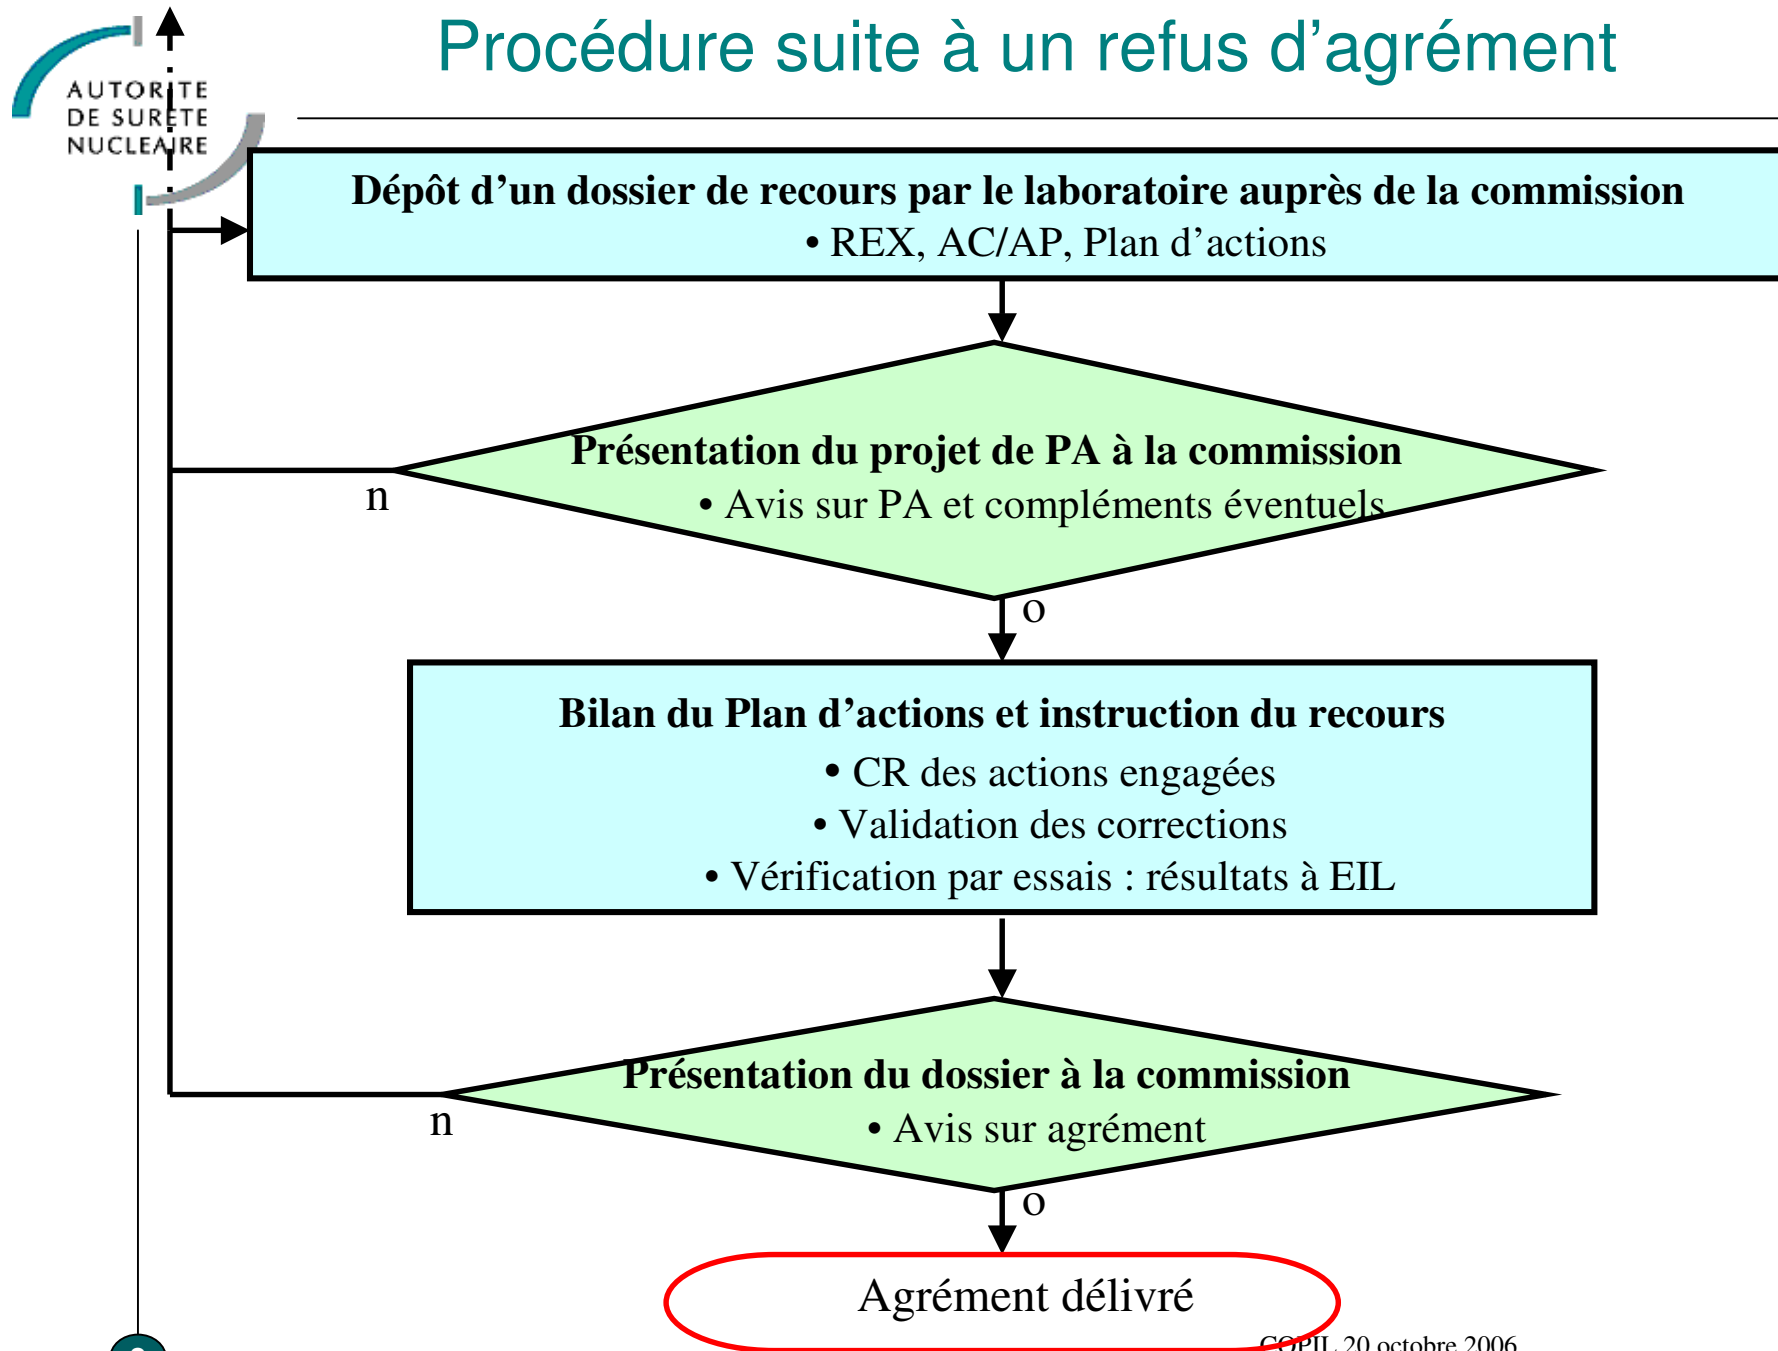 Procédure suite à un refus d’agrément
AUTORITE
DE SURETE
NUCLEAIRE
Dépôt d’un dossier de recours par le laboratoire auprès de la commission
• REX, AC/AP, Plan d’actions
Présentation du projet de PA à la commission
• Avis sur PA et compléments éventuels
n
o
Bilan du Plan d’actions et instruction du recours
• CR des actions engagées
• Validation des corrections
• Vérification par essais : résultats à EIL
Présentation du dossier à la commission
• Avis sur agrément
n
o
Agrément délivré
COPIL 20 octobre 2006